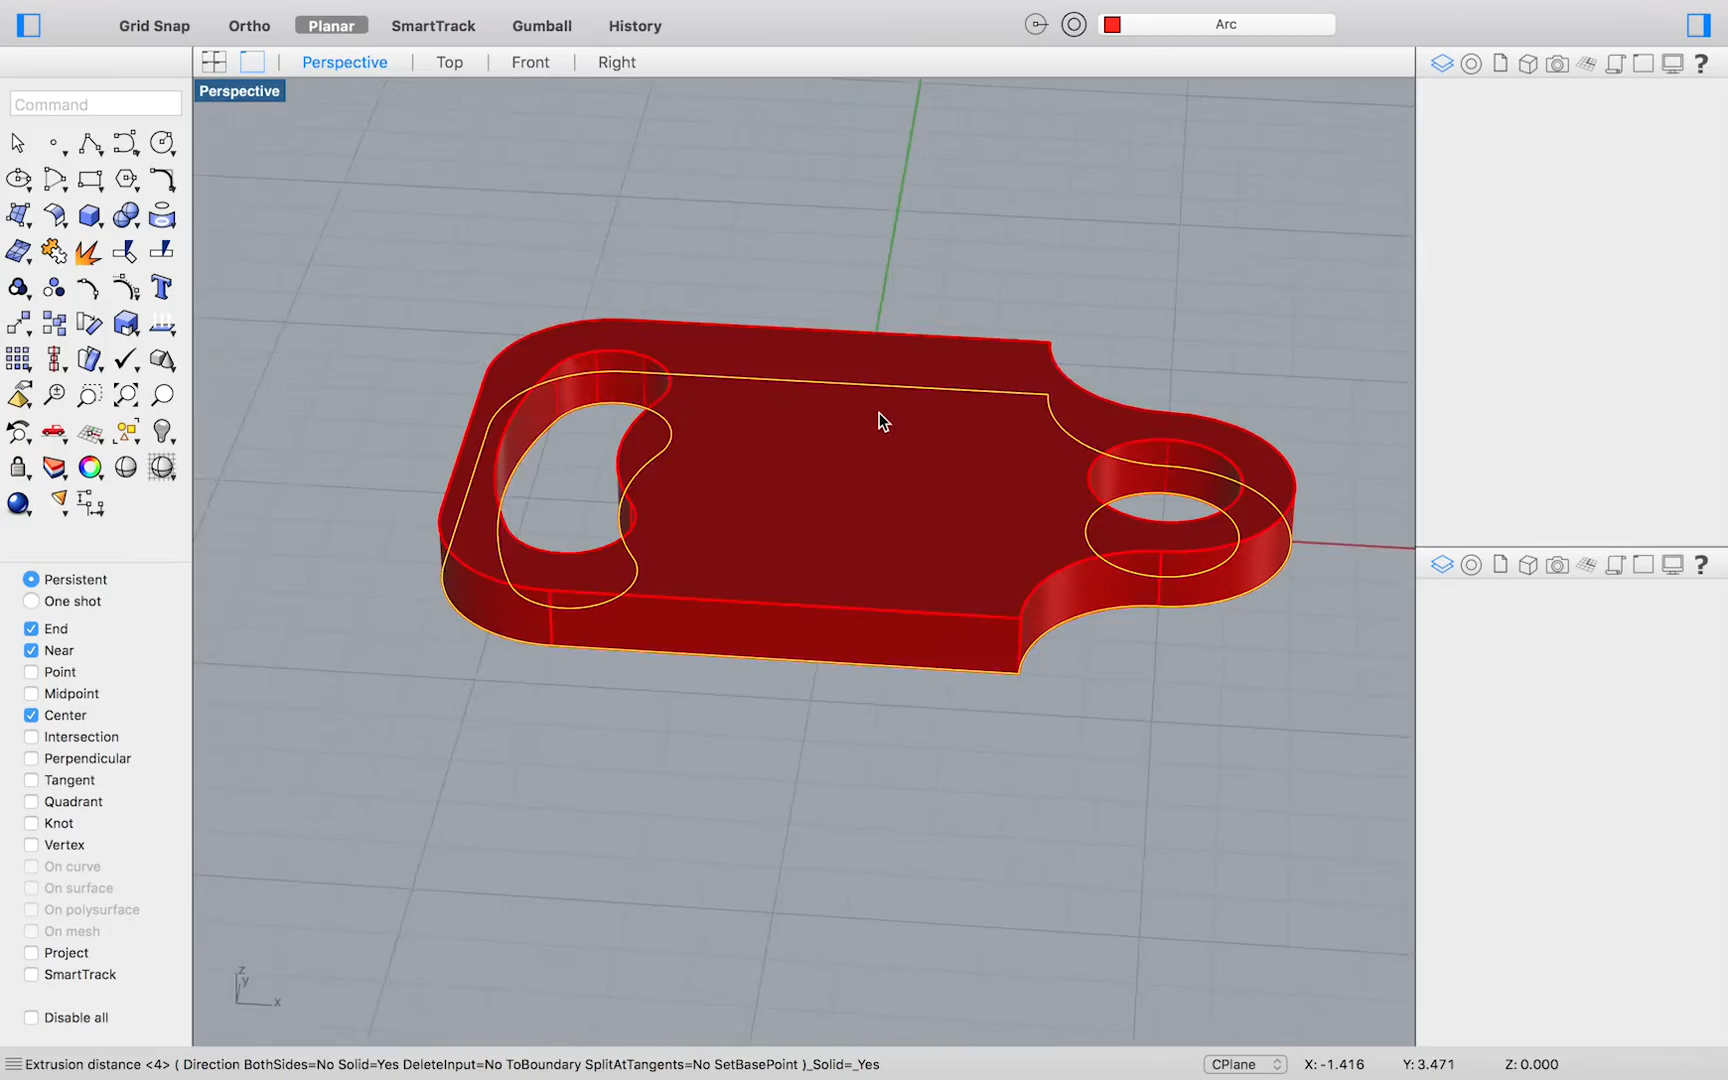 Grid Snap Ortho Planar SmartTrack Gumball History Arc
Perspective Top Front Right
Perspective
Command
Persistent
One shot
End
Near
Point
Midpoint
Center
Intersection
Perpendicular
Tangent
Quadrant
Knot
Vertex
On curve
On surface
On polysurface
On mesh
Project
SmartTrack
Disable all
z
y
x
Extrusion distance <4> ( Direction BothSides=No Solid=Yes DeleteInput=No ToBoundary SplitAtTangents=No SetBasePoint )_Solid=_Yes CPlane X: -1.416 Y: 3.471 Z: 0.000